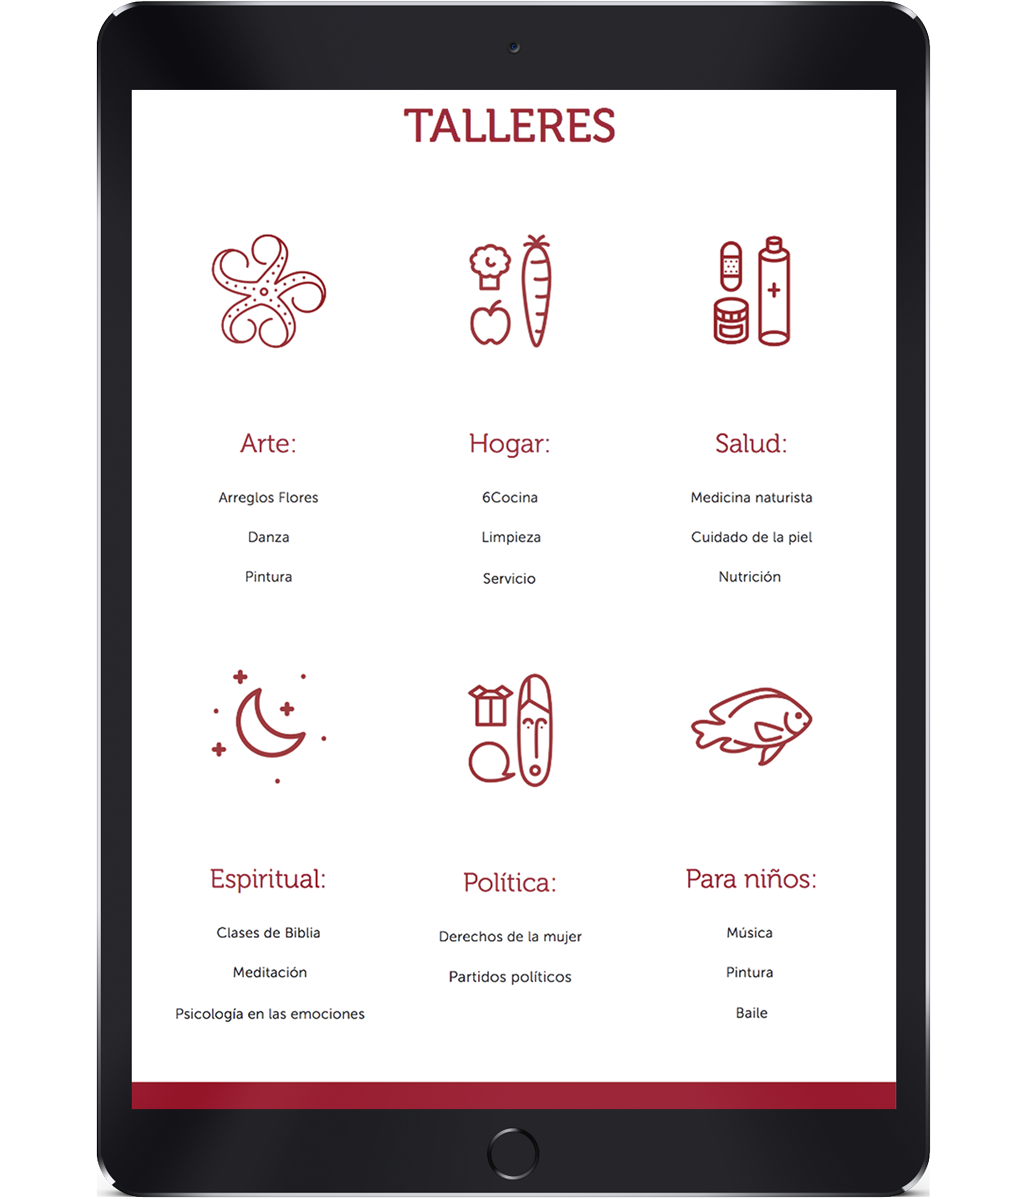 TALLERES
Arte:
Arreglos Flores
Danza
Pintura
Hogar:
6Cocina
Limpieza
Servicio
Salud:
Medicina naturista
Cuidado de la piel
Nutrición
Espiritual:
Clases de Biblia
Meditación
Psicología en las emociones
Política:
Derechos de la mujer
Partidos políticos
Para niños:
Música
Pintura
Baile